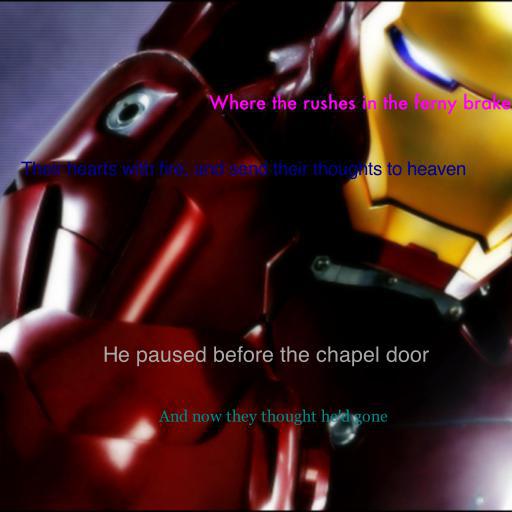 Where the rushes in the ferny brake
Their hearts with fire, and send their thoughts to heaven
He paused before the chapel door
And now they thought he'd gone